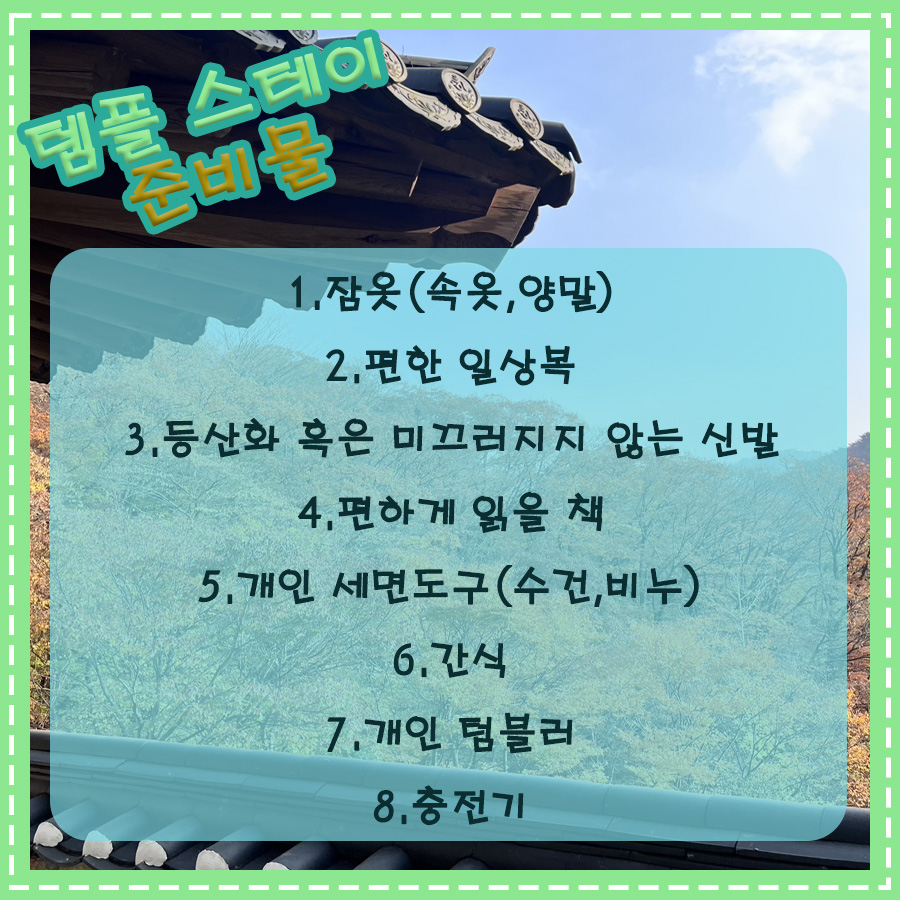 템플 스테이
준비물
1.잠옷(속옷,양말)
2.편한 일상복
3.등산화 혹은 미끄러지지 않는 신발
4.편하게 읽을 책
5.개인 세면도구(수건,비누)
6.간식
7.개인 텀블러
8.충전기